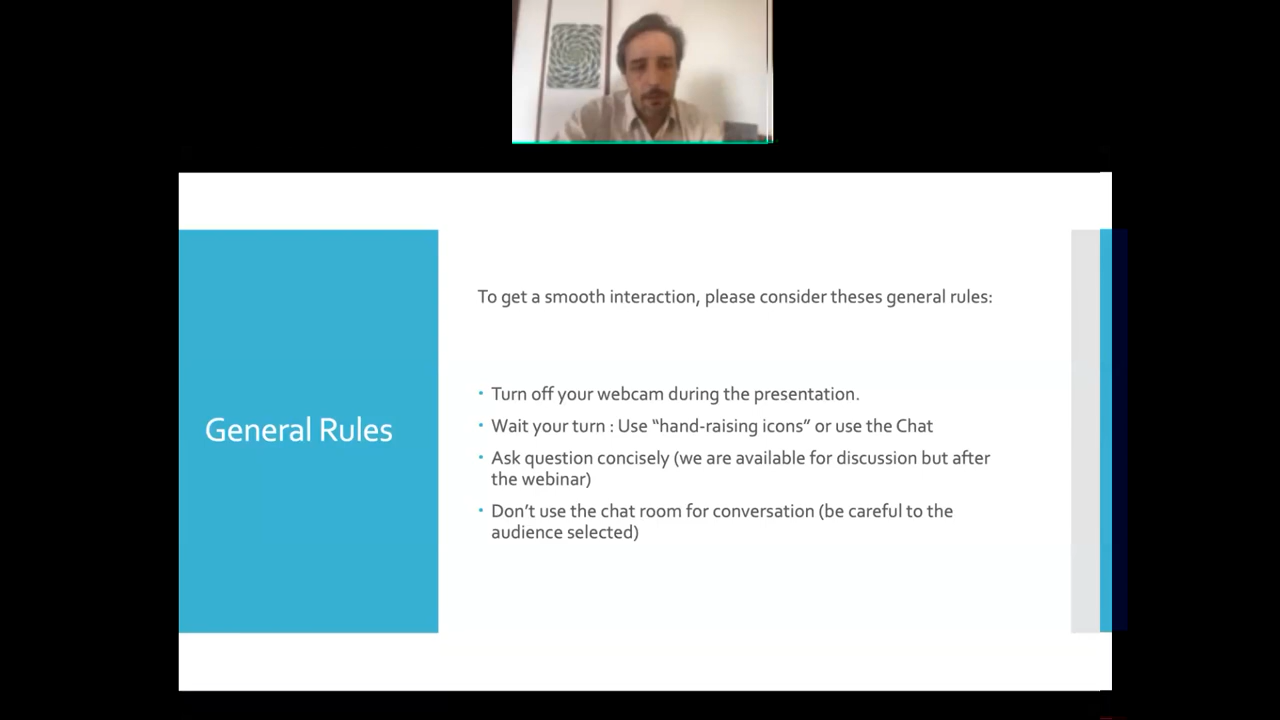 General Rules
To get a smooth interaction, please consider theses general rules:
• Turn off your webcam during the presentation.
• Wait your turn : Use “hand-raising icons” or use the Chat
• Ask question concisely (we are available for discussion but after
the webinar)
• Don’t use the chat room for conversation (be careful to the
audience selected)